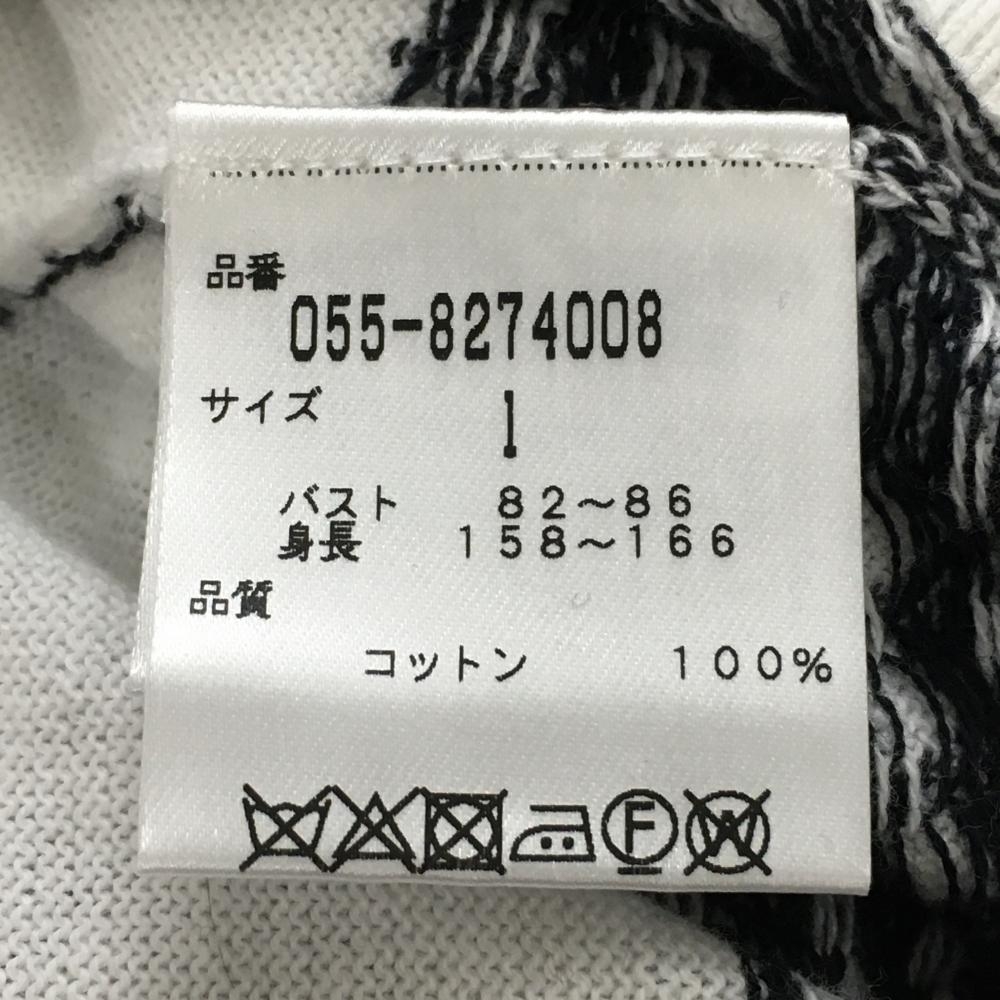 品番
055-8274008
サイズ 1
バスト 82～86
身長 158～166
品質
コットン 100%
F W